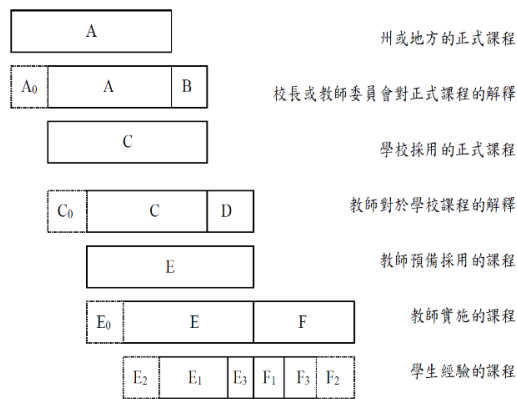 A 州或地方的正式課程
A₀ A B 校長或教師委員會對正式課程的解釋
C 學校採用的正式課程
C₀ C D 教師對於學校課程的解釋
E 教師預備採用的課程
E₀ E F 教師實施的課程
E₂ E₁ E₃ F₁ F₃ F₂ 學生經驗的課程